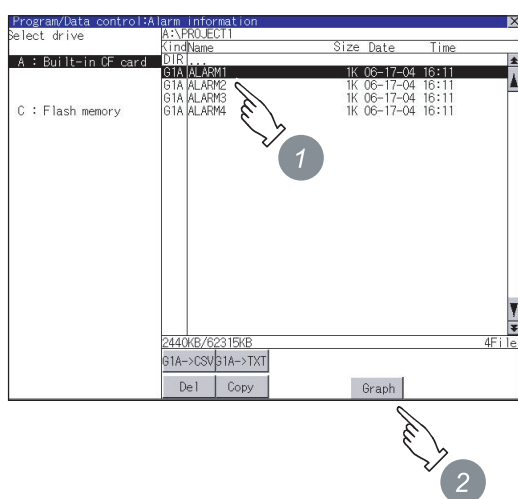 Program/Data control:Alarm information X
Select drive A:\PROJECT1
Kind Name Size Date Time
A : Built-in CF card DIR ...
G1A ALARM1 1K 06-17-04 16:11
G1A ALARM2 1K 06-17-04 16:11
G1A ALARM3 1K 06-17-04 16:11
C : Flash memory G1A ALARM4 1K 06-17-04 16:11
1
2440KB/62315KB 4File
G1A->CSV G1A->TXT
Del Copy Graph
2